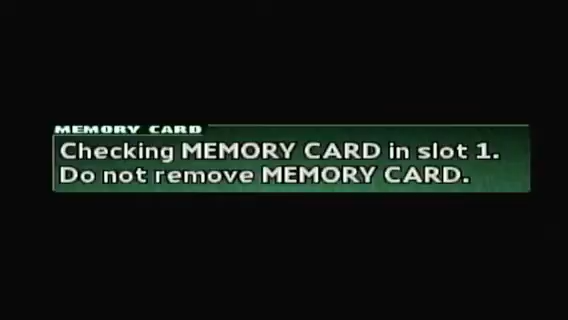 MEMORY CARD
Checking MEMORY CARD in slot 1.
Do not remove MEMORY CARD.